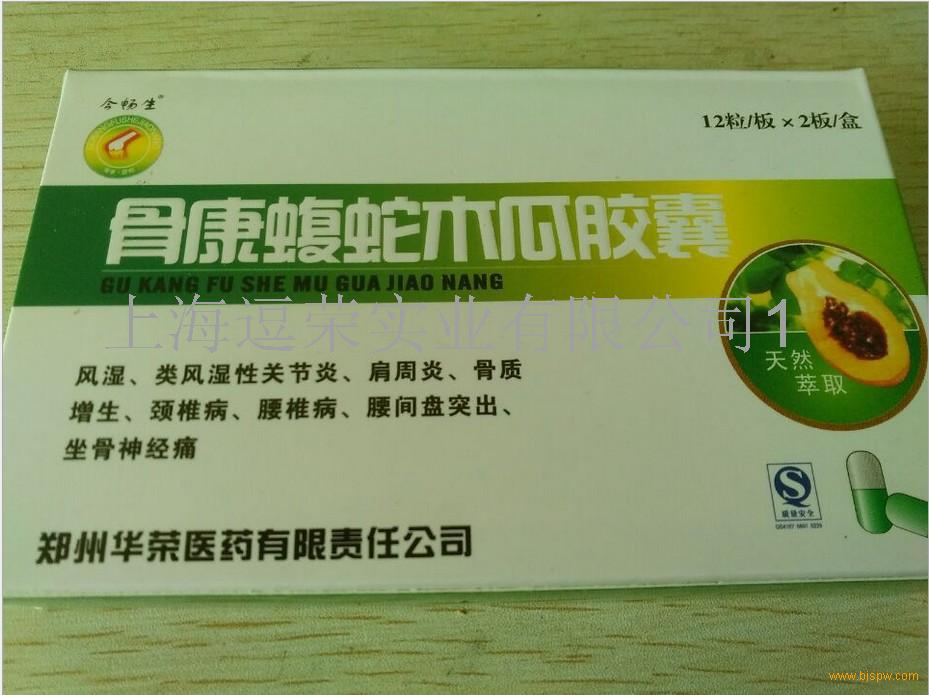 今畅生®
12粒/板×2板/盒
骨康蝮蛇木瓜胶囊
GU KANG FU SHE MU GUA JIAO NANG
上海逗荣实业有限公司1
天然
萃取
风湿、类风湿性关节炎、肩周炎、骨质
增生、颈椎病、腰椎病、腰间盘突出、
坐骨神经痛
质量安全
郑州华荣医药有限责任公司
www.bjspw.com